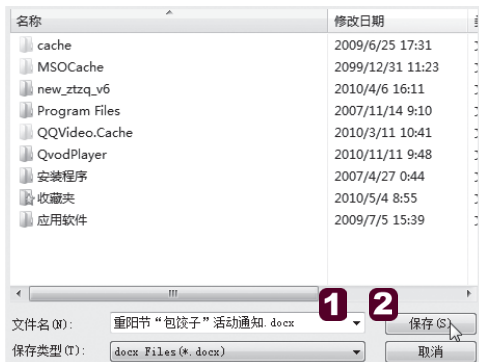 名称 修改日期
cache 2009/6/25 17:31
MSOCache 2099/12/31 11:23
new_ztzq_v6 2010/4/6 16:11
Program Files 2007/11/14 9:10
QQVideo.Cache 2010/3/11 10:41
QvodPlayer 2010/11/11 9:48
安装程序 2007/4/27 0:44
收藏夹 2010/5/4 8:55
应用软件 2009/7/5 15:39
1 2
文件名(N): 重阳节“包饺子”活动通知.docx 保存(S)
保存类型(T): docx Files(*.docx) 取消